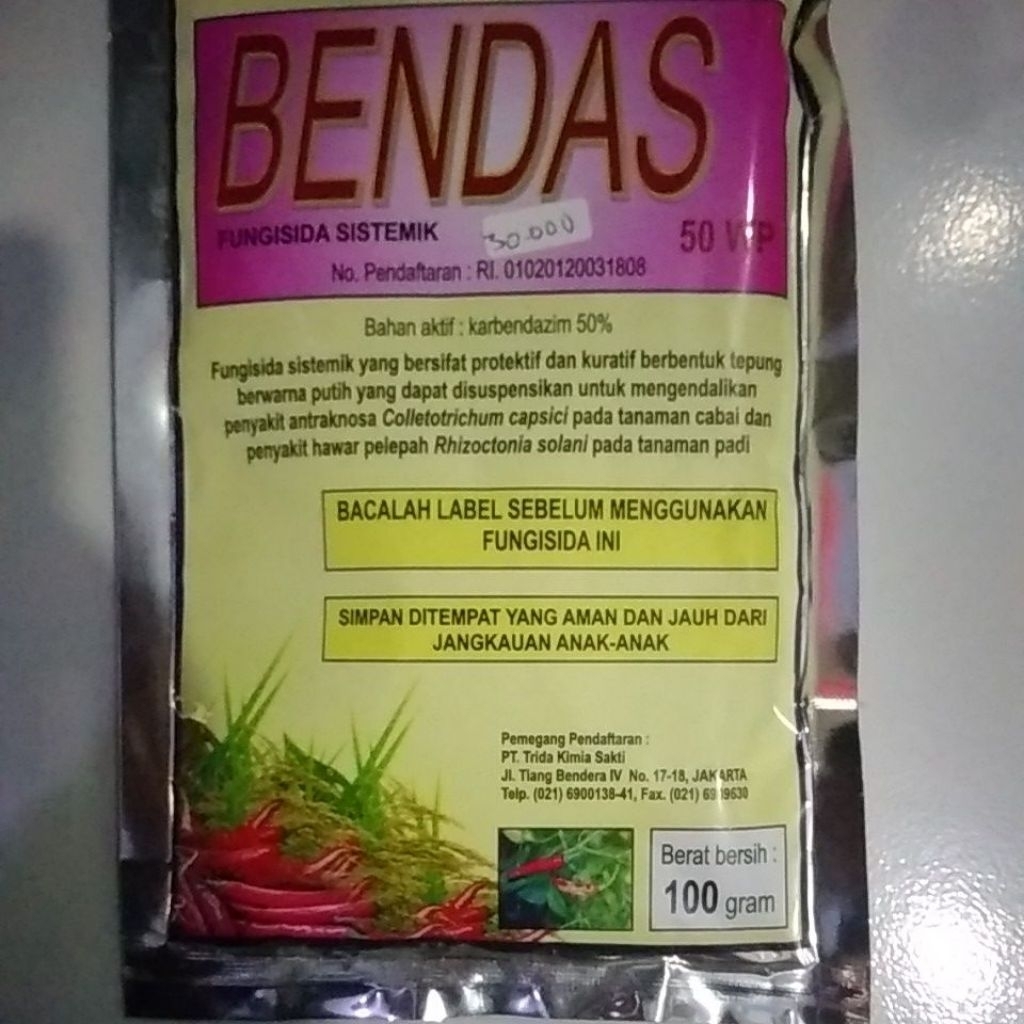 BENDAS
FUNGISIDA SISTEMIK
30.000
50 WP
No. Pendaftaran : RI. 01020120031808
Bahan aktif : karbendazim 50%
Fungisida sistemik yang bersifat protektif dan kuratif berbentuk tepung
berwarna putih yang dapat disuspensikan untuk mengendalikan
penyakit antraknosa Colletotrichum capsici pada tanaman cabai dan
penyakit hawar pelepah Rhizoctonia solani pada tanaman padi
BACALAH LABEL SEBELUM MENGGUNAKAN
FUNGISIDA INI
SIMPAN DITEMPAT YANG AMAN DAN JAUH DARI
JANGKAUAN ANAK-ANAK
Pemegang Pendaftaran :
PT. Trida Kimia Sakti
Jl. Tiang Bendera IV No. 17-18, JAKARTA
Telp. (021) 6900138-41, Fax. (021)
Berat bersih :
100 gram